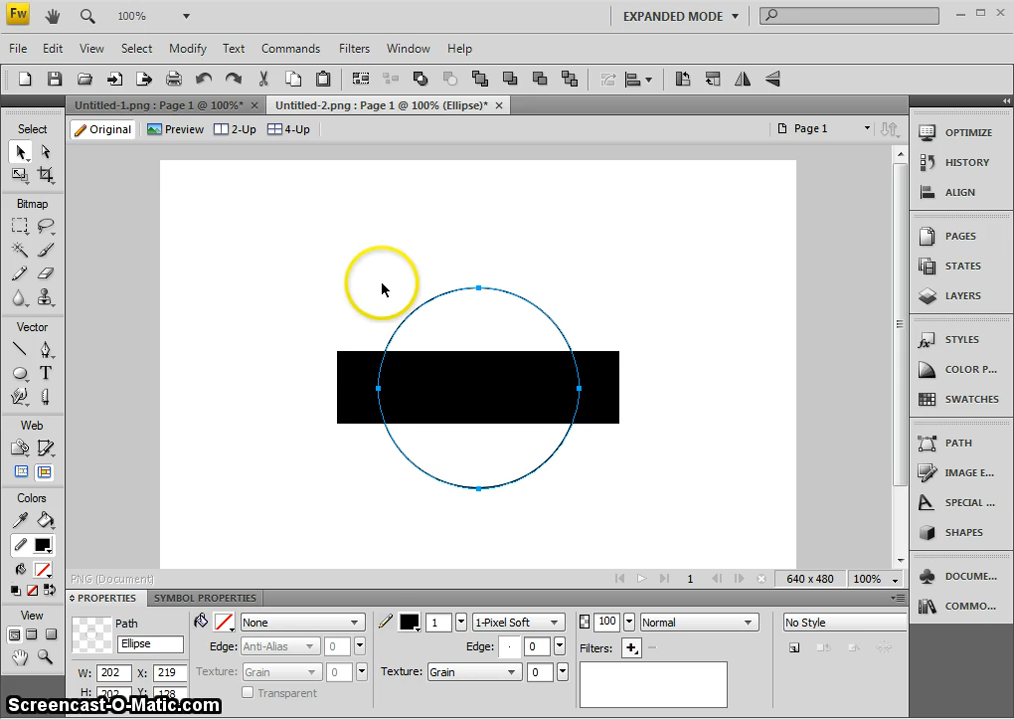 Fw 100% EXPANDED MODE
File Edit View Select Modify Text Commands Filters Window Help
Untitled-1.png : Page 1 @ 100%* Untitled-2.png : Page 1 @ 100% (Ellipse)*
Original Preview 2-Up 4-Up Page 1
Select
Bitmap
Vector
T
Web
Colors
View
OPTIMIZE
HISTORY
ALIGN
PAGES
STATES
LAYERS
STYLES
COLOR P...
SWATCHES
PATH
IMAGE E...
SPECIAL ...
SHAPES
DOCUME...
COMMO...
PNG (Document) 1 640 x 480 100%
PROPERTIES SYMBOL PROPERTIES
Path None 1 1-Pixel Soft 100 Normal No Style
Ellipse Edge: Anti-Alias 0 Edge: 0 Filters:
W: 202 X: 219 Texture: Grain 0 Texture: Grain 0
H: 202 Y: 128 Transparent
Screencast-O-Matic.com